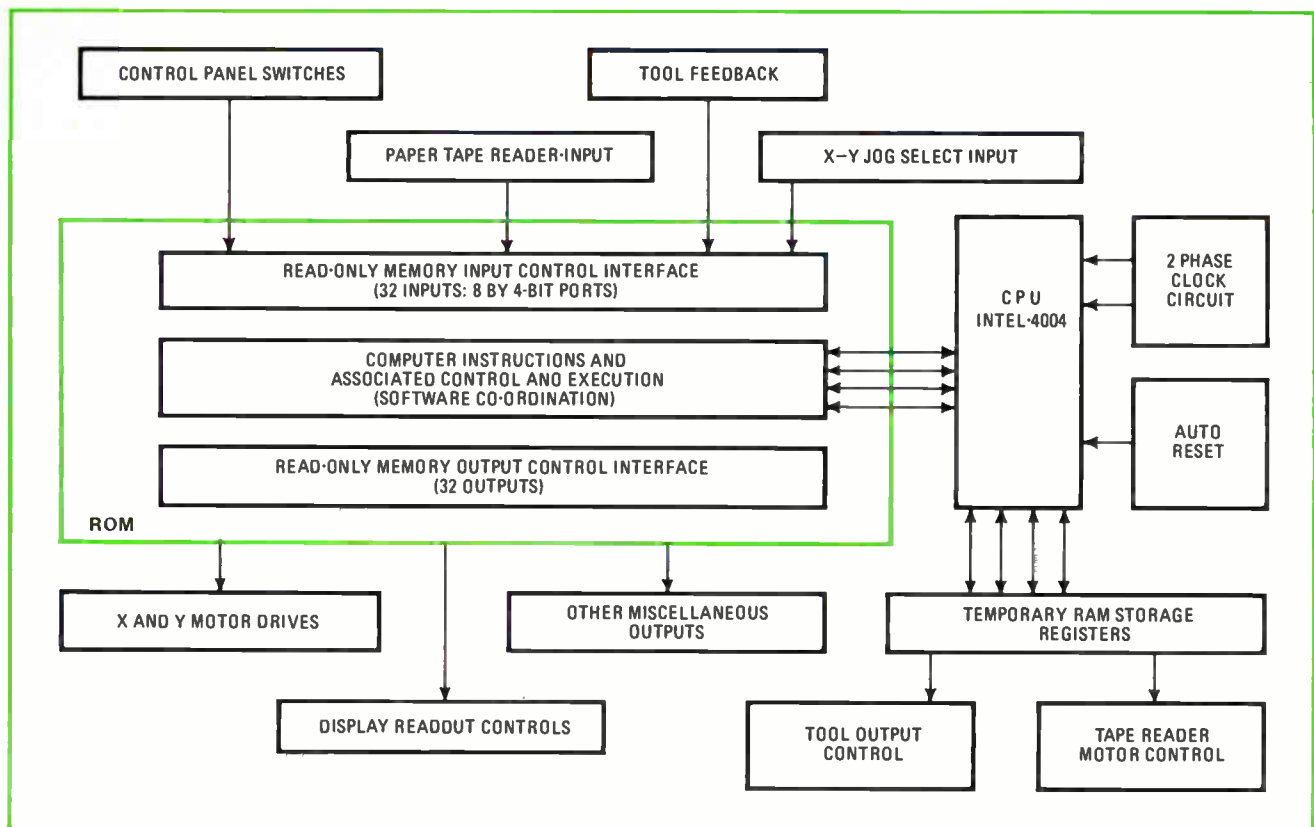 CONTROL PANEL SWITCHES
TOOL FEEDBACK
PAPER TAPE READER-INPUT
X-Y JOG SELECT INPUT
READ-ONLY MEMORY INPUT CONTROL INTERFACE
(32 INPUTS: 8 BY 4-BIT PORTS)
COMPUTER INSTRUCTIONS AND
ASSOCIATED CONTROL AND EXECUTION
(SOFTWARE CO-ORDINATION)
READ-ONLY MEMORY OUTPUT CONTROL INTERFACE
(32 OUTPUTS)
ROM
CPU
INTEL-4004
2 PHASE
CLOCK
CIRCUIT
AUTO
RESET
X AND Y MOTOR DRIVES
OTHER MISCELLANEOUS
OUTPUTS
TEMPORARY RAM STORAGE
REGISTERS
DISPLAY READOUT CONTROLS
TOOL OUTPUT
CONTROL
TAPE READER
MOTOR CONTROL